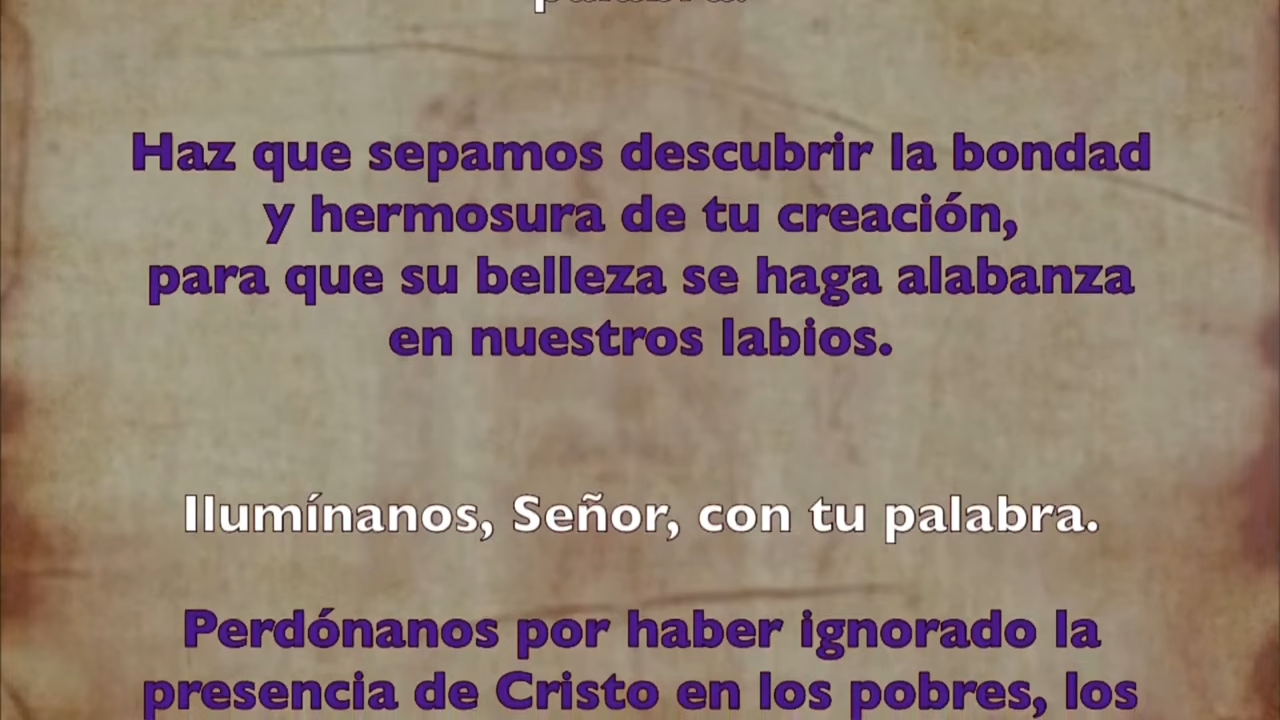 Haz que sepamos descubrir la bondad
y hermosura de tu creación,
para que su belleza se haga alabanza
en nuestros labios.
Ilumínanos, Señor, con tu palabra.
Perdónanos por haber ignorado la
presencia de Cristo en los pobres, los